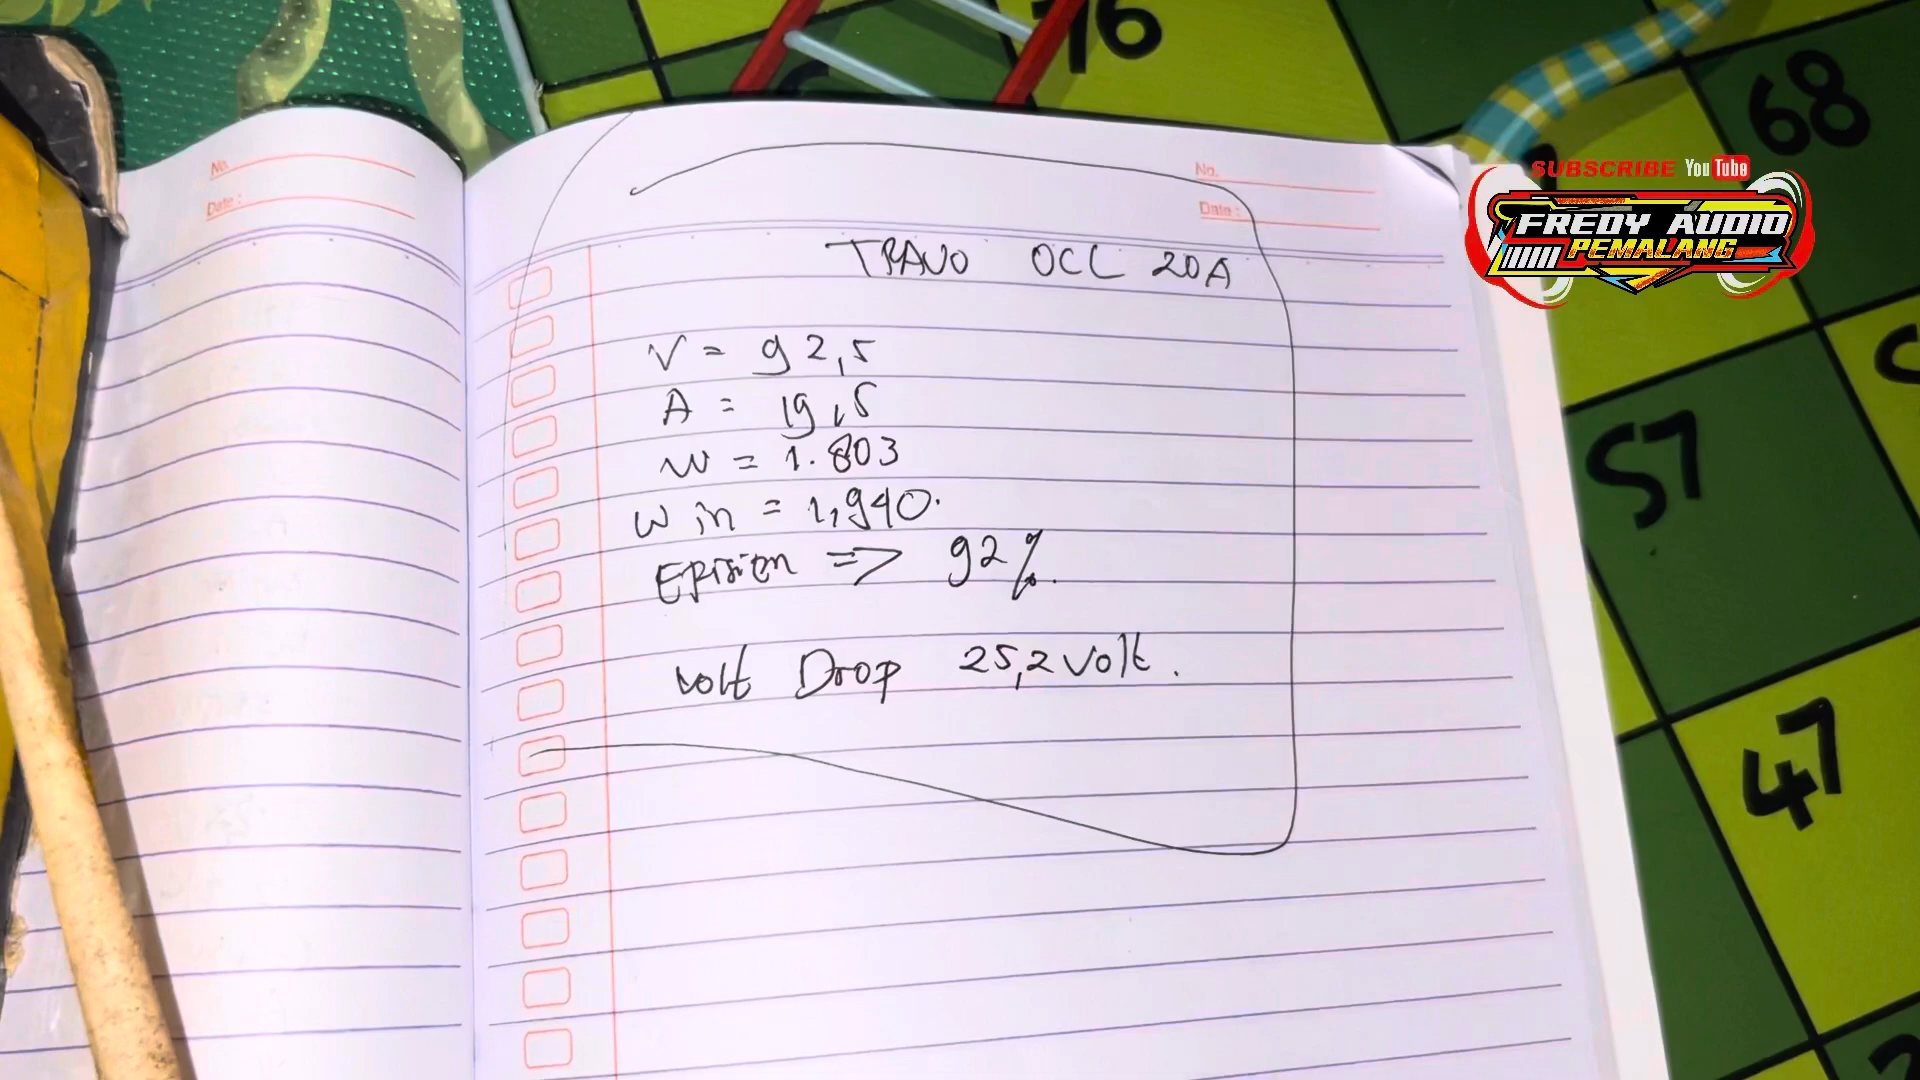 76
68
SUBSCRIBE YouTube
FREDY AUDIO
PEMALANG
No.
Date :
No.
Date :
TRAVO OCL 20A
V = 92,5
A = 19,5
W = 1.803
W in = 1,940.
Efisien => 92%.
Volt Drop 25,2 Volt.
57
47